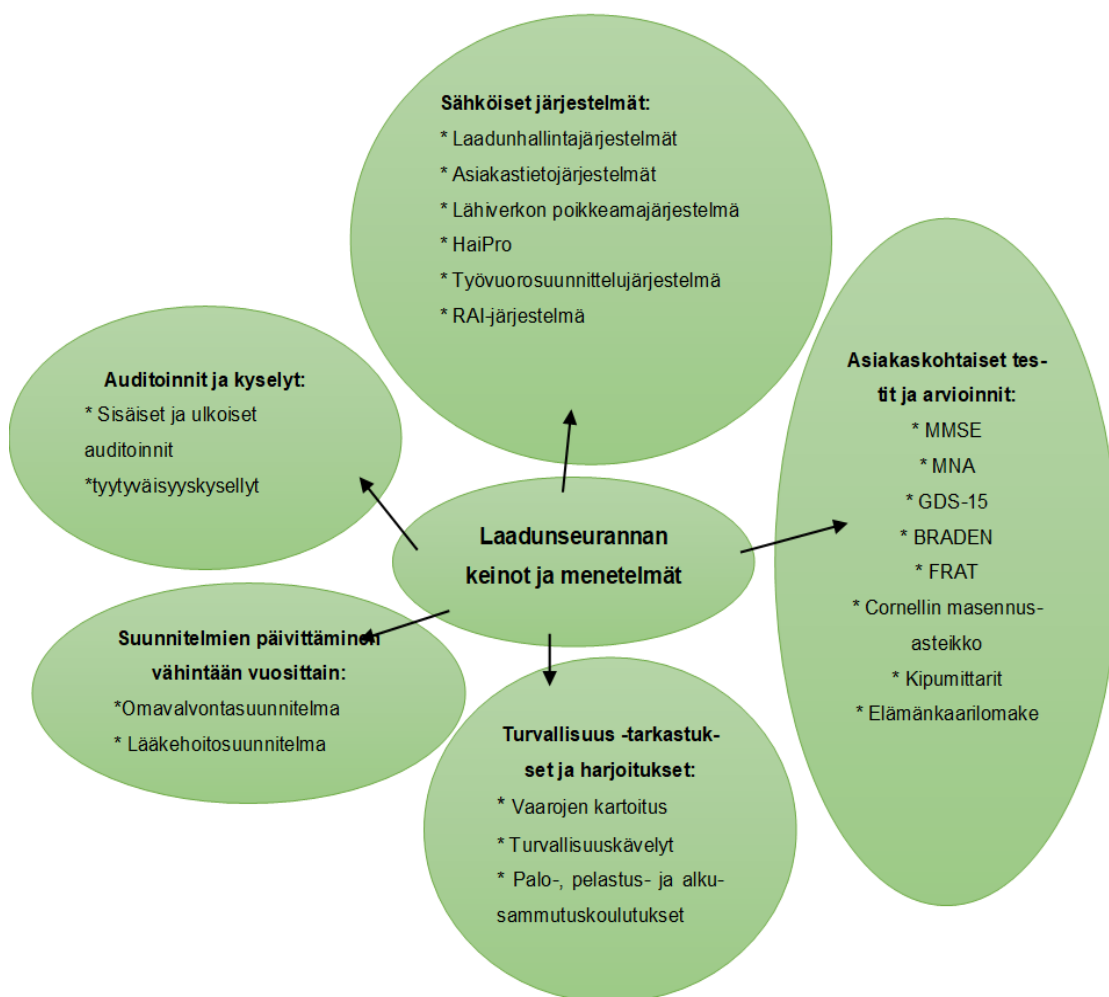 Sähköiset järjestelmät:
* Laadunhallintajärjestelmät
* Asiakastietojärjestelmät
* Lähiverkon poikkeamajärjestelmä
* HaiPro
* Työvuorosuunnittelujärjestelmä
* RAI-järjestelmä
Auditoinnit ja kyselyt:
* Sisäiset ja ulkoiset
auditoinnit
*tyytyväisyyskysellyt
Asiakaskohtaiset tes-
tit ja arvioinnit:
* MMSE
* MNA
* GDS-15
* BRADEN
* FRAT
* Cornellin masennus-
asteikko
* Kipumittarit
* Elämänkaarilomake
Laadunseurannan
keinot ja menetelmät
Suunnitelmien päivittäminen
vähintään vuosittain:
*Omavalvontasuunnitelma
* Lääkehoitosuunnitelma
Turvallisuus -tarkastuk-
set ja harjoitukset:
* Vaarojen kartoitus
* Turvallisuuskävelyt
* Palo-, pelastus- ja alku-
sammutuskoulutukset